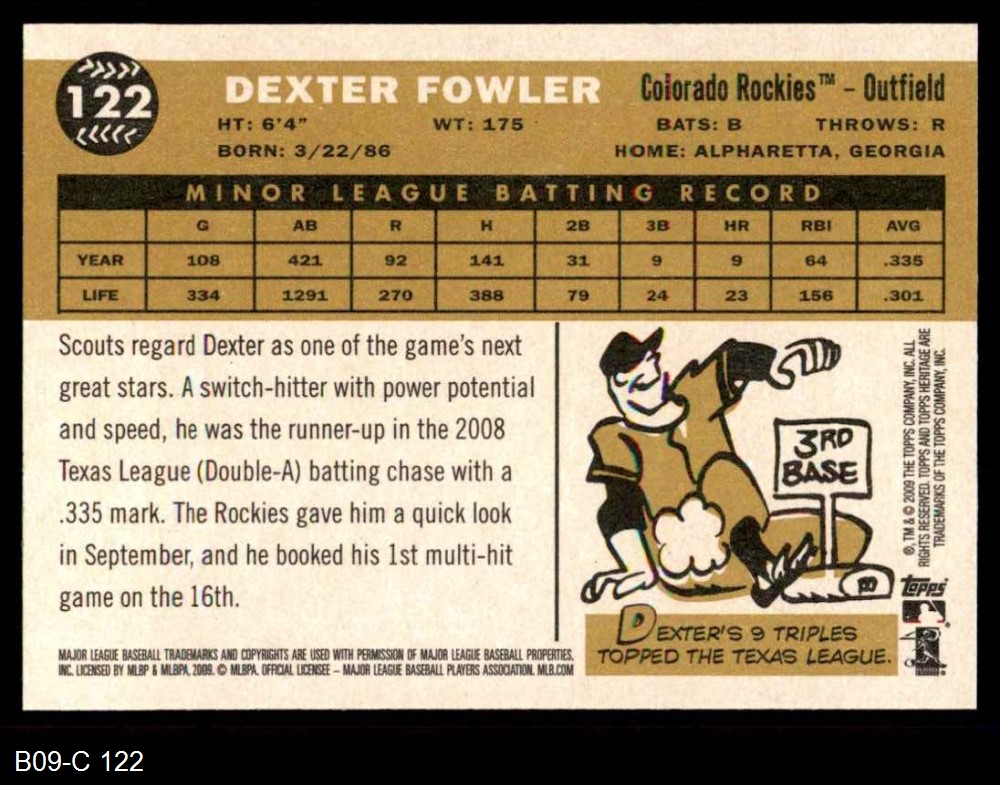 122
DEXTER FOWLER
Colorado Rockies™ – Outfield
HT: 6'4" WT: 175 BATS: B THROWS: R
BORN: 3/22/86 HOME: ALPHARETTA, GEORGIA
MINOR LEAGUE BATTING RECORD
G AB R H 2B 3B HR RBI AVG
YEAR 108 421 92 141 31 9 9 64 .335
LIFE 334 1291 270 388 79 24 23 156 .301
Scouts regard Dexter as one of the game's next
great stars. A switch-hitter with power potential
and speed, he was the runner-up in the 2008
Texas League (Double-A) batting chase with a
.335 mark. The Rockies gave him a quick look
in September, and he booked his 1st multi-hit
game on the 16th.
MAJOR LEAGUE BASEBALL TRADEMARKS AND COPYRIGHTS ARE USED WITH PERMISSION OF MAJOR LEAGUE BASEBALL PROPERTIES,
INC. LICENSED BY MLBP & MLBPA, 2009. © MLBPA. OFFICIAL LICENSEE – MAJOR LEAGUE BASEBALL PLAYERS ASSOCIATION. MLB.COM
3RD
BASE
DEXTER'S 9 TRIPLES
TOPPED THE TEXAS LEAGUE.
®, TM & © 2009 THE TOPPS COMPANY, INC. ALL
RIGHTS RESERVED. TOPPS AND TOPPS HERITAGE ARE
TRADEMARKS OF THE TOPPS COMPANY, INC.
topps
B09-C 122